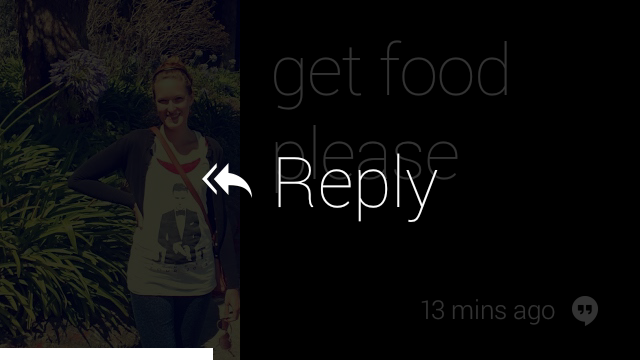 get food
please
Reply
13 mins ago